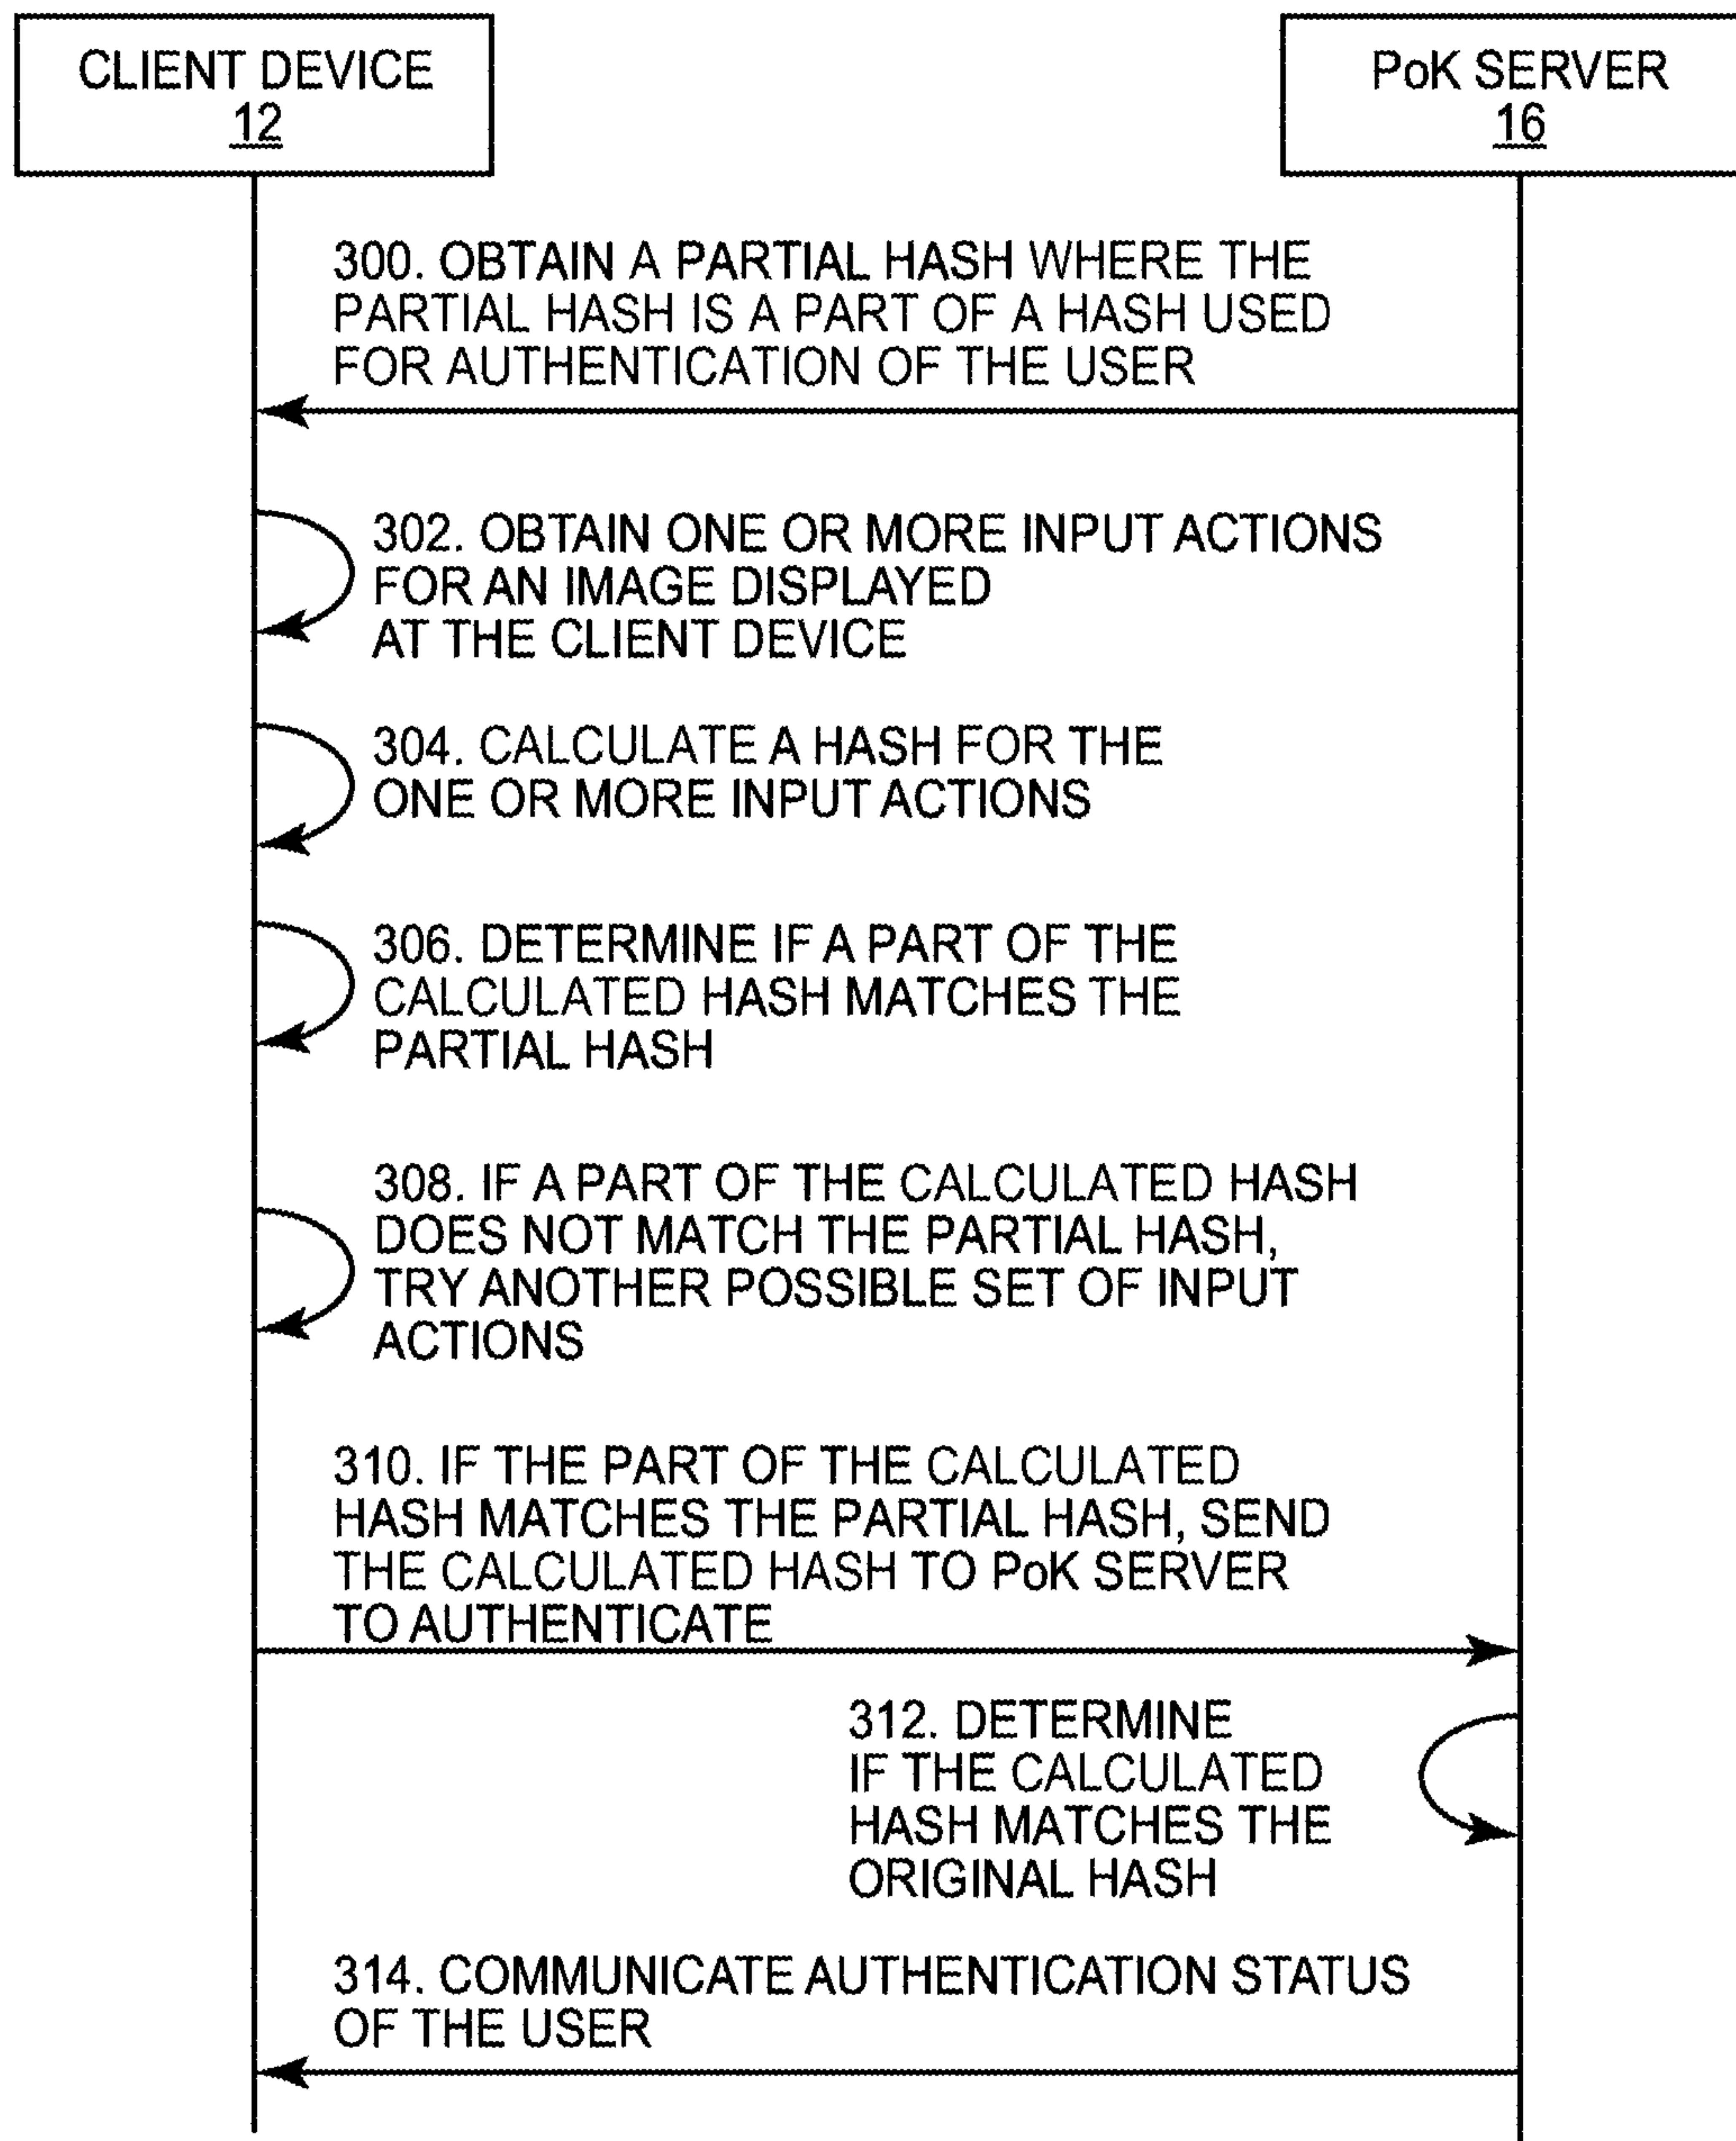 CLIENT DEVICE
12
PoK SERVER
16
300. OBTAIN A PARTIAL HASH WHERE THE
PARTIAL HASH IS A PART OF A HASH USED
FOR AUTHENTICATION OF THE USER
302. OBTAIN ONE OR MORE INPUT ACTIONS
FOR AN IMAGE DISPLAYED
AT THE CLIENT DEVICE
304. CALCULATE A HASH FOR THE
ONE OR MORE INPUT ACTIONS
306. DETERMINE IF A PART OF THE
CALCULATED HASH MATCHES THE
PARTIAL HASH
308. IF A PART OF THE CALCULATED HASH
DOES NOT MATCH THE PARTIAL HASH,
TRY ANOTHER POSSIBLE SET OF INPUT
ACTIONS
310. IF THE PART OF THE CALCULATED
HASH MATCHES THE PARTIAL HASH, SEND
THE CALCULATED HASH TO PoK SERVER
TO AUTHENTICATE
312. DETERMINE
IF THE CALCULATED
HASH MATCHES THE
ORIGINAL HASH
314. COMMUNICATE AUTHENTICATION STATUS
OF THE USER